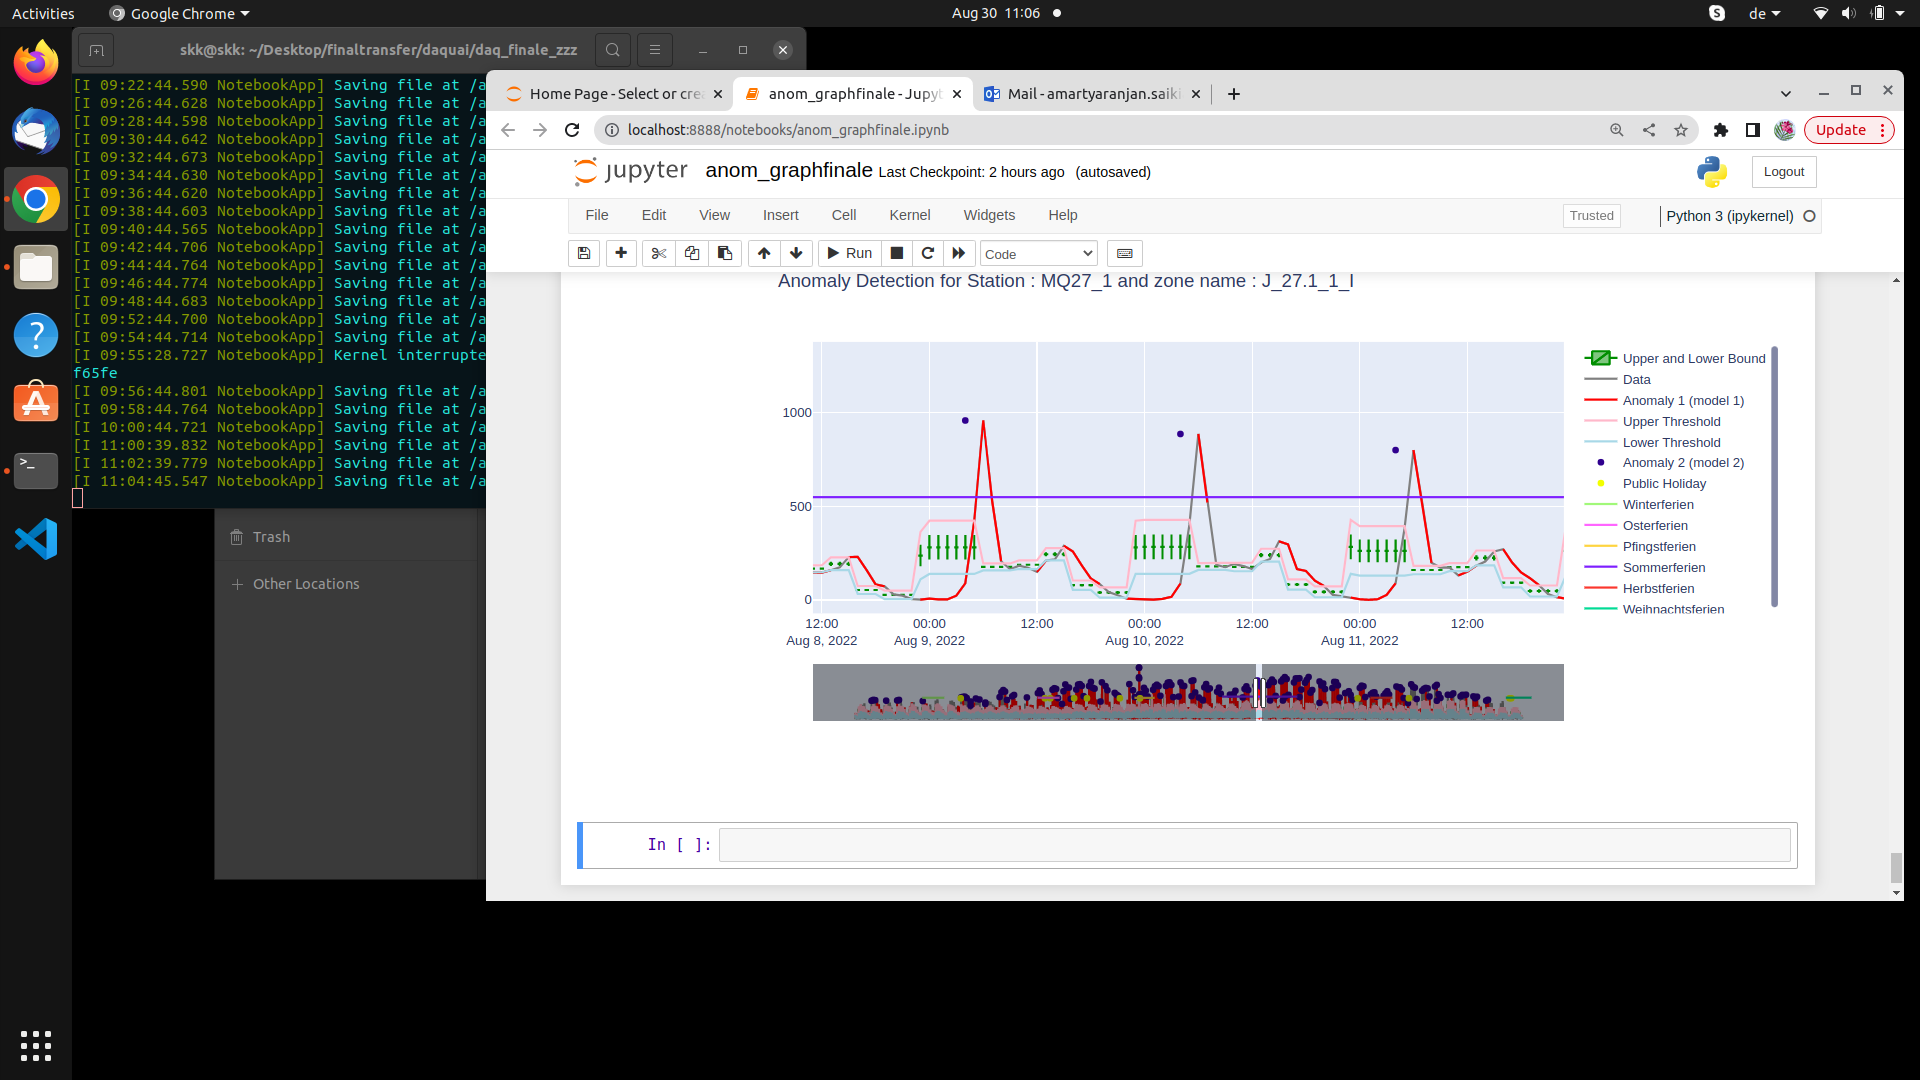 Activities
Google Chrome
Aug 30 11:06
de
skk@skk: ~/Desktop/finaltransfer/daquai/daq_finale_zzz
[I 09:22:44.590 NotebookApp] Saving file at /a
[I 09:26:44.628 NotebookApp] Saving file at /a
[I 09:28:44.598 NotebookApp] Saving file at /a
[I 09:30:44.642 NotebookApp] Saving file at /a
[I 09:32:44.673 NotebookApp] Saving file at /a
[I 09:34:44.630 NotebookApp] Saving file at /a
[I 09:36:44.620 NotebookApp] Saving file at /a
[I 09:38:44.603 NotebookApp] Saving file at /a
[I 09:40:44.565 NotebookApp] Saving file at /a
[I 09:42:44.706 NotebookApp] Saving file at /a
[I 09:44:44.764 NotebookApp] Saving file at /a
[I 09:46:44.774 NotebookApp] Saving file at /a
[I 09:48:44.683 NotebookApp] Saving file at /a
[I 09:52:44.700 NotebookApp] Saving file at /a
[I 09:54:44.714 NotebookApp] Saving file at /a
[I 09:55:28.727 NotebookApp] Kernel interrupte
f65fe
[I 09:56:44.801 NotebookApp] Saving file at /a
[I 09:58:44.764 NotebookApp] Saving file at /a
[I 10:00:44.721 NotebookApp] Saving file at /a
[I 11:00:39.832 NotebookApp] Saving file at /a
[I 11:02:39.779 NotebookApp] Saving file at /a
[I 11:04:45.547 NotebookApp] Saving file at /a
Trash
Other Locations
Home Page - Select or crea
anom_graphfinale - Jupyt
Mail - amartyaranjan.saiki
localhost:8888/notebooks/anom_graphfinale.ipynb
Update
jupyter
anom_graphfinale Last Checkpoint: 2 hours ago (autosaved)
Logout
File Edit View Insert Cell Kernel Widgets Help
Trusted
Python 3 (ipykernel)
Run
Code
Anomaly Detection for Station : MQ27_1 and zone name : J_27.1_1_I
1000
500
0
12:00 00:00 12:00 00:00 12:00 00:00 12:00
Aug 8, 2022 Aug 9, 2022 Aug 10, 2022 Aug 11, 2022
Upper and Lower Bound
Data
Anomaly 1 (model 1)
Upper Threshold
Lower Threshold
Anomaly 2 (model 2)
Public Holiday
Winterferien
Osterferien
Pfingstferien
Sommerferien
Herbstferien
Weihnachtsferien
In [ ]: